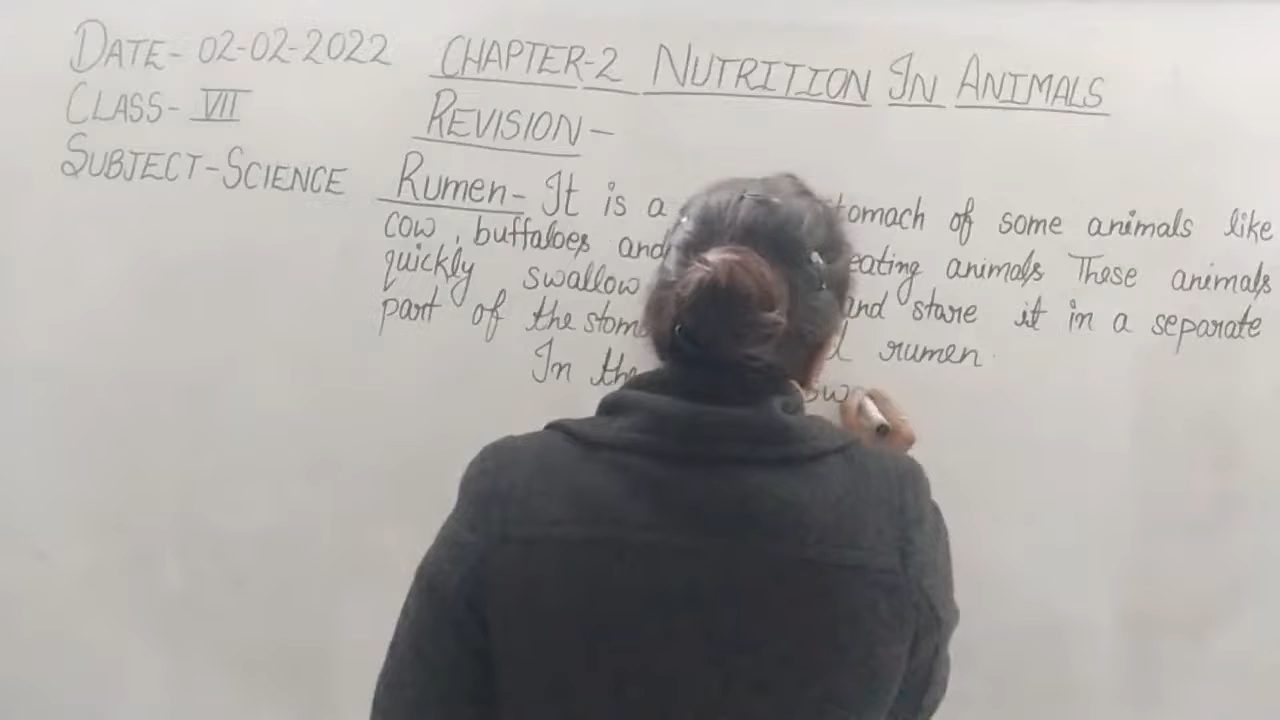 DATE- 02-02-2022
CLASS- VII
SUBJECT-SCIENCE
CHAPTER-2 NUTRITION IN ANIMALS
REVISION-
Rumen- It is a stomach of some animals like
cow, buffaloes and eating animals These animals
quickly swallow and store it in a separate
part of the rumen
In the